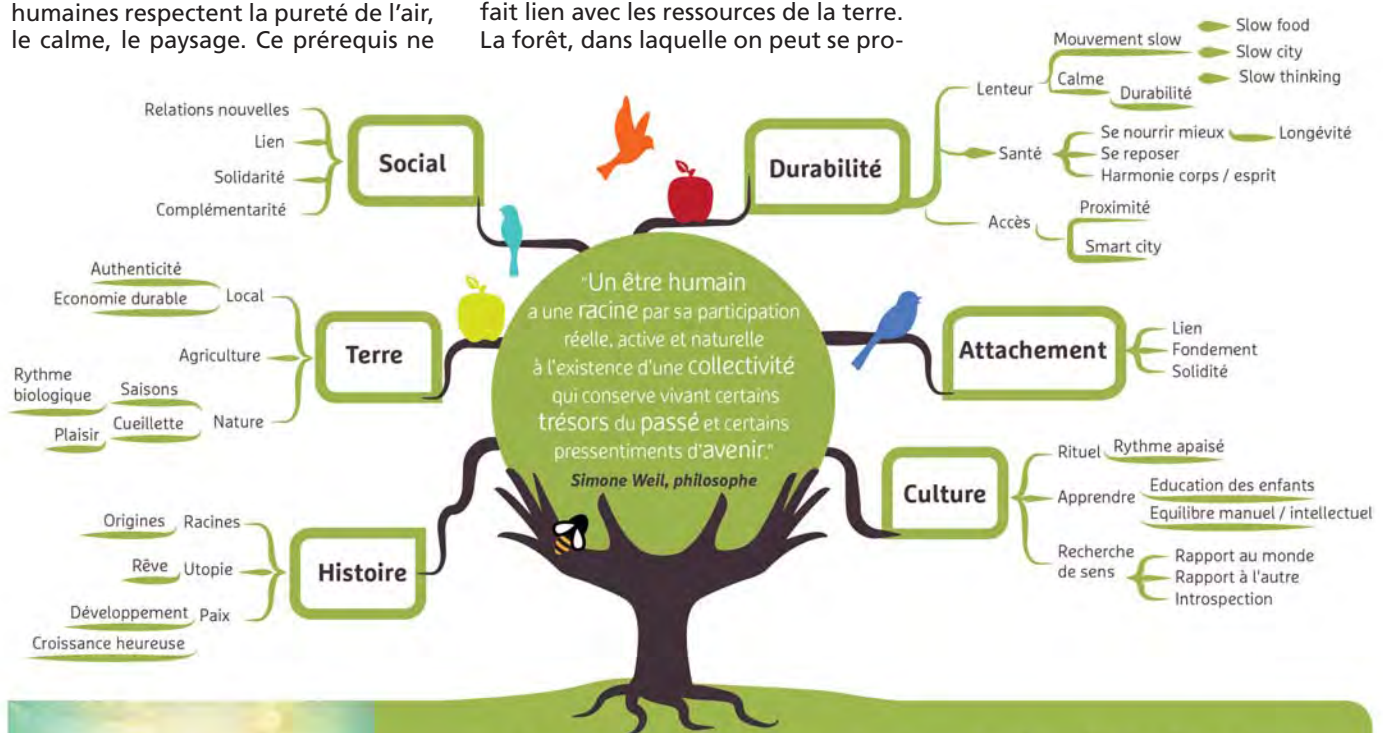 humaines respectent la pureté de l'air,
le calme, le paysage. Ce prérequis ne
fait lien avec les ressources de la terre.
La forêt, dans laquelle on peut se pro-
Social
Relations nouvelles
Lien
Solidarité
Complémentarité
Terre
Local
Authenticité
Economie durable
Agriculture
Nature
Saisons
Rythme
biologique
Cueillette
Plaisir
Histoire
Racines
Origines
Utopie
Rêve
Paix
Développement
Croissance heureuse
"Un être humain
a une racine par sa participation
réelle, active et naturelle
à l'existence d'une collectivité
qui conserve vivant certains
trésors du passé et certains
pressentiments d'avenir."
Simone Weil, philosophe
Durabilité
Lenteur
Mouvement slow
Slow food
Slow city
Slow thinking
Calme
Durabilité
Santé
Se nourrir mieux
Longévité
Se reposer
Harmonie corps / esprit
Accès
Proximité
Smart city
Attachement
Lien
Fondement
Solidité
Culture
Rituel
Rythme apaisé
Apprendre
Education des enfants
Equilibre manuel / intellectuel
Recherche
de sens
Rapport au monde
Rapport à l'autre
Introspection